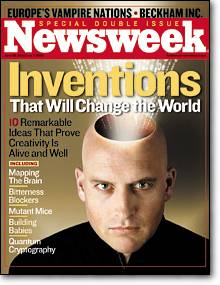 EUROPE'S VAMPIRE NATIONS • BECKHAM INC.
SPECIAL DOUBLE ISSUE
Newsweek
Inventions
That Will Change the World
10 Remarkable
Ideas That Prove
Creativity Is
Alive and Well
INCLUDING
Mapping
The Brain
Bitterness
Blockers
Mutant Mice
Building
Babies
Quantum
Cryptography